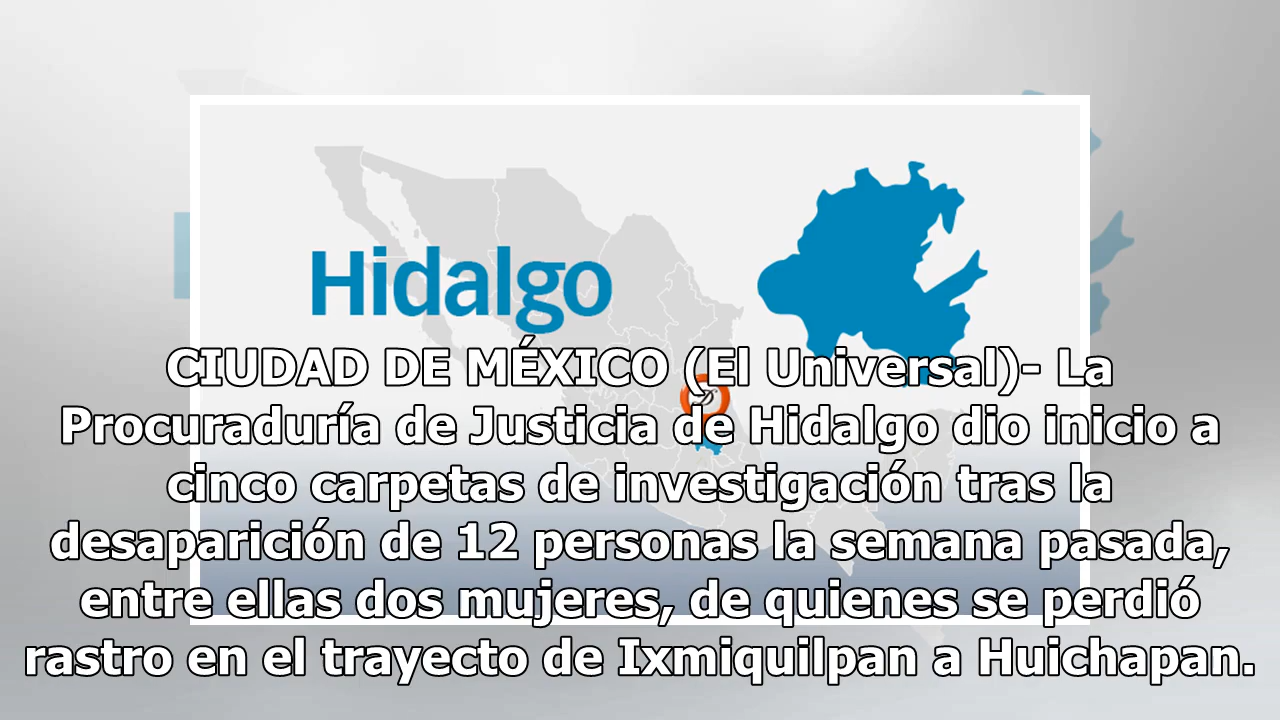 Hidalgo
CIUDAD DE MÉXICO (El Universal)- La
Procuraduría de Justicia de Hidalgo dio inicio a
cinco carpetas de investigación tras la
desaparición de 12 personas la semana pasada,
entre ellas dos mujeres, de quienes se perdió
rastro en el trayecto de Ixmiquilpan a Huichapan.